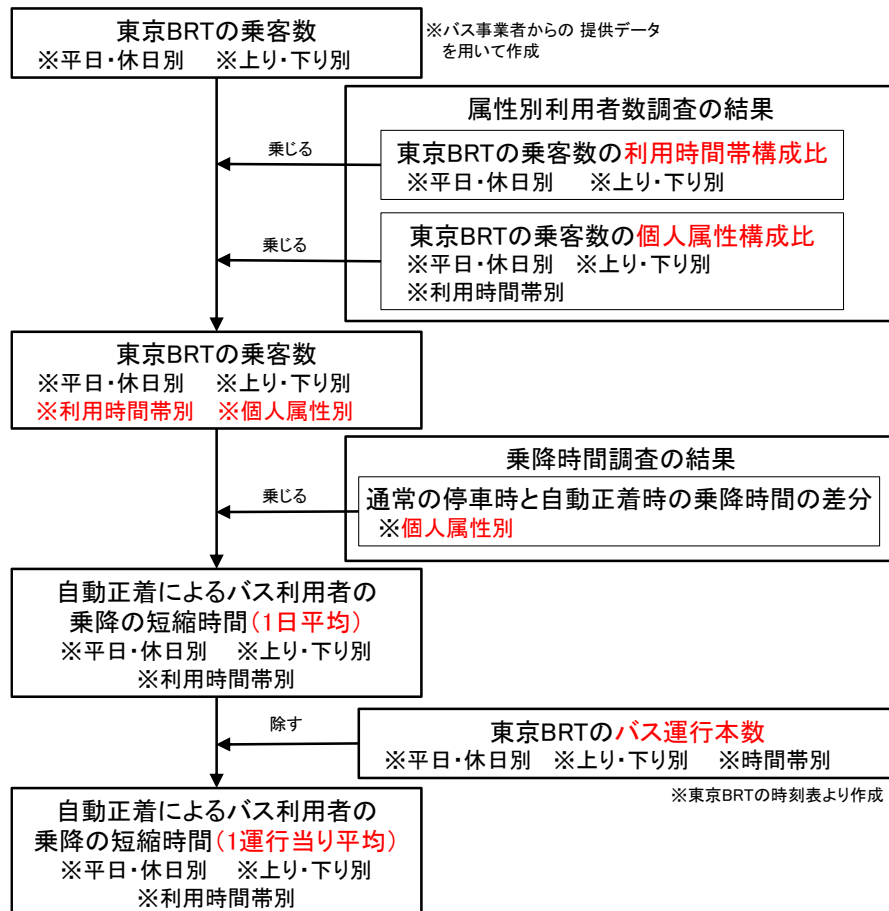 東京BRTの乗客数
※平日・休日別 ※上り・下り別
※バス事業者からの 提供データ
を用いて作成
属性別利用者数調査の結果
乗じる
東京BRTの乗客数の利用時間帯構成比
※平日・休日別 ※上り・下り別
乗じる
東京BRTの乗客数の個人属性構成比
※平日・休日別 ※上り・下り別
※利用時間帯別
東京BRTの乗客数
※平日・休日別 ※上り・下り別
※利用時間帯別 ※個人属性別
乗降時間調査の結果
乗じる
通常の停車時と自動正着時の乗降時間の差分
※個人属性別
自動正着によるバス利用者の
乗降の短縮時間(1日平均)
※平日・休日別 ※上り・下り別
※利用時間帯別
除す
東京BRTのバス運行本数
※平日・休日別 ※上り・下り別 ※時間帯別
※東京BRTの時刻表より作成
自動正着によるバス利用者の
乗降の短縮時間(1運行当り平均)
※平日・休日別 ※上り・下り別
※利用時間帯別